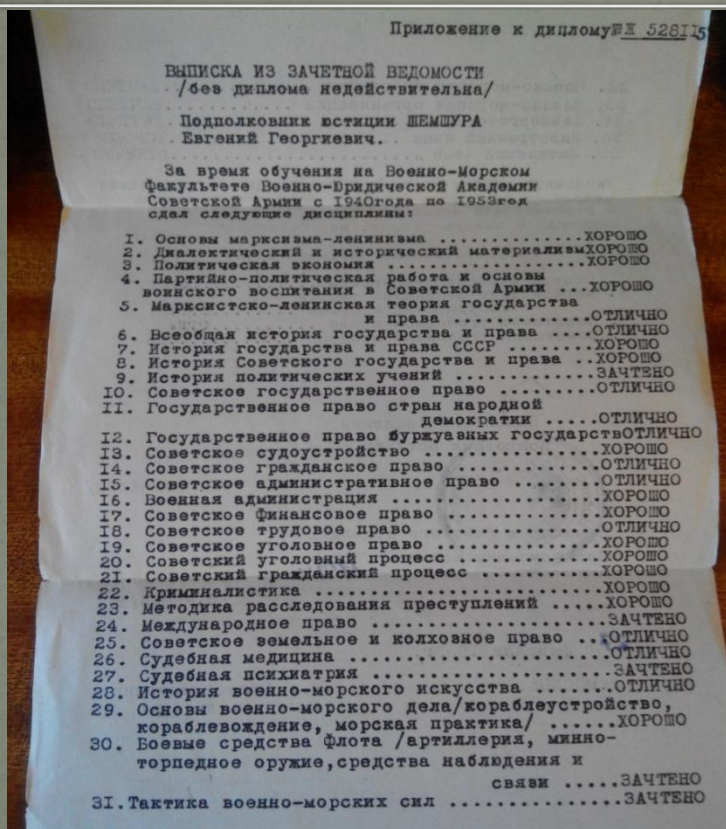 Приложение к диплому№Х 528II5
ВЫПИСКА ИЗ ЗАЧЕТНОЙ ВЕДОМОСТИ
/без диплома недействительна/
Подполковник юстиции ШЕМШУРА
Евгений Георгиевич.
За время обучения на Военно-Морском
факультете Военно-Юридической Академии
Советской Армии с I940года по I953год
сдал следующие дисциплины:
I. Основы марксизма-ленинизма ..............ХОРОШО
2. Диалектический и исторический материализмХОРОШО
3. Политическая экономия ...................ХОРОШО
4. Партийно-политическая работа и основы
воинского воспитания в Советской Армии ...ХОРОШО
5. Марксистско-ленинская теория государства
и права .............ОТЛИЧНО
6. Всеобщая история государства и права ....ОТЛИЧНО
7. История государства и права СССР ........ХОРОШО
8. История Советского государства и права ..ХОРОШО
9. История политических учений .............ЗАЧТЕНО
IO. Советское государственное право ..........ОТЛИЧНО
II. Государственное право стран народной
демократии .....ОТЛИЧНО
I2. Государственное право буржуазных государствОТЛИЧНО
I3. Советское судоустройство ................ХОРОШО
I4. Советское гражданское право .............ОТЛИЧНО
I5. Советское административное право ........ОТЛИЧНО
I6. Военная администрация ...................ХОРОШО
I7. Советское финансовое право ..............ХОРОШО
I8. Советское трудовое право ................ОТЛИЧНО
I9. Советское уголовное право ...............ХОРОШО
20. Советский уголовный процесс .............ХОРОШО
2I. Советский гражданский процесс ...........ХОРОШО
22. Криминалистика ..........................ХОРОШО
23. Методика расследования преступлений .....ХОРОШО
24. Международное право .....................ЗАЧТЕНО
25. Советское земельное и колхозное право ...ОТЛИЧНО
26. Судебная медицина .......................ОТЛИЧНО
27. Судебная психиатрия .....................ЗАЧТЕНО
28. История военно-морского искусства .......ОТЛИЧНО
29. Основы военно-морского дела/кораблеустройство,
кораблевождение, морская практика/ ......ХОРОШО
30. Боевые средства флота /артиллерия, минно-
торпедное оружие,средства наблюдения и
связи .....ЗАЧТЕНО
3I.Тактика военно-морских сил ...............ЗАЧТЕНО